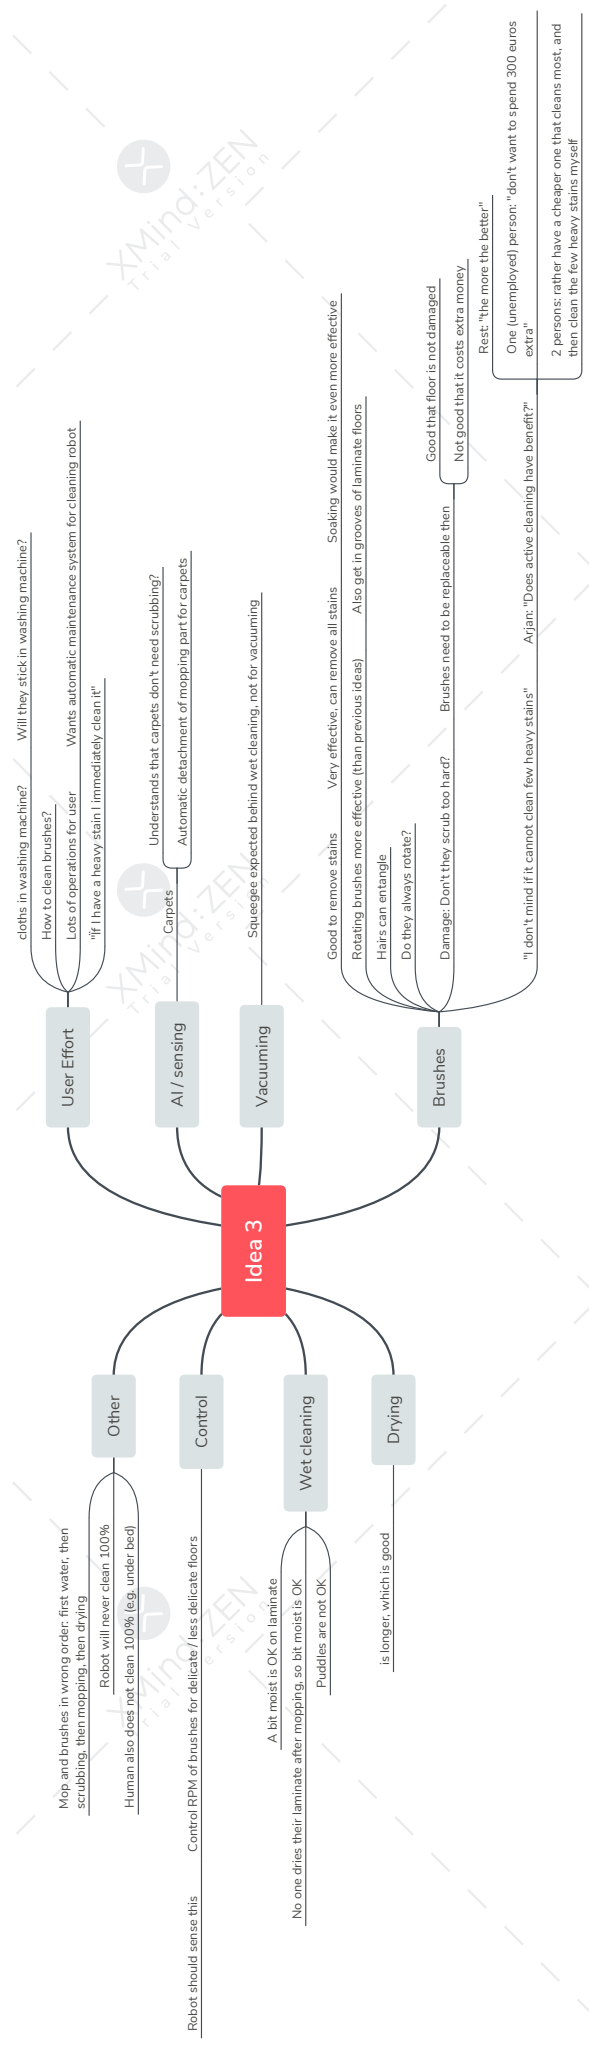 Idea 3
User Effort
cloths in washing machine?
Will they stick in washing machine?
How to clean brushes?
Lots of operations for user
Wants automatic maintenance system for cleaning robot
"If I have a heavy stain I immediately clean it"
AI / sensing
Carpets
Understands that carpets don't need scrubbing?
Automatic detachment of mopping part for carpets
Vacuuming
Squeegee expected behind wet cleaning, not for vacuuming
Brushes
Good to remove stains
Very effective, can remove all stains
Soaking would make it even more effective
Rotating brushes more effective (than previous ideas)
Also get in grooves of laminate floors
Hairs can entangle
Do they always rotate?
Damage: Don't they scrub too hard?
Brushes need to be replaceable then
Good that floor is not damaged
Not good that it costs extra money
"I don't mind if it cannot clean few heavy stains"
Arjan: "Does active cleaning have benefit?"
Rest: "the more the better"
One (unemployed) person: "don't want to spend 300 euros
extra"
2 persons: rather have a cheaper one that cleans most, and
then clean the few heavy stains myself
Other
Mop and brushes in wrong order: first water, then
scrubbing, then mopping, then drying
Robot will never clean 100%
Human also does not clean 100% (e.g. under bed)
Control
Control RPM of brushes for delicate / less delicate floors
Robot should sense this
Wet cleaning
A bit moist is OK on laminate
No one dries their laminate after mopping, so bit moist is OK
Puddles are not OK
Drying
is longer, which is good
XMind:ZEN
Trial Version
XMind:ZEN
Trial Version
XMind:ZEN
Trial Version